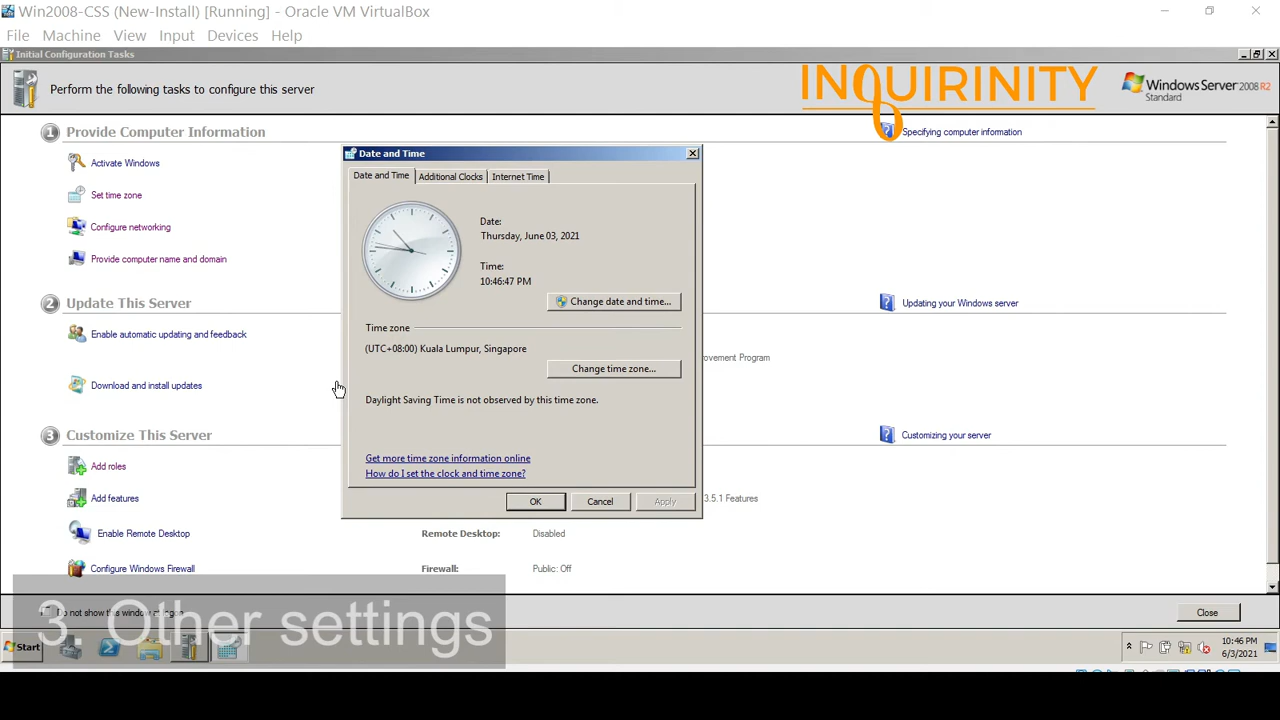 Win2008-CSS (New-Install) [Running] - Oracle VM VirtualBox
File Machine View Input Devices Help
Initial Configuration Tasks
Perform the following tasks to configure this server
INQUIRINITY
Windows Server 2008 R2
Standard
1 Provide Computer Information
Specifying computer information
Activate Windows
Set time zone
Configure networking
Provide computer name and domain
2 Update This Server
Updating your Windows server
Enable automatic updating and feedback
Download and install updates
3 Customize This Server
Customizing your server
Add roles
Add features
Enable Remote Desktop
Remote Desktop: Disabled
Configure Windows Firewall
Firewall: Public: Off
Date and Time
Date and Time Additional Clocks Internet Time
Date:
Thursday, June 03, 2021
Time:
10:46:47 PM
Change date and time...
Time zone
(UTC+08:00) Kuala Lumpur, Singapore
Change time zone...
Daylight Saving Time is not observed by this time zone.
Get more time zone information online
How do I set the clock and time zone?
OK Cancel Apply
Program
3.5.1 Features
Do not show this window at logon
Close
3. Other settings
Start
10:46 PM
6/3/2021